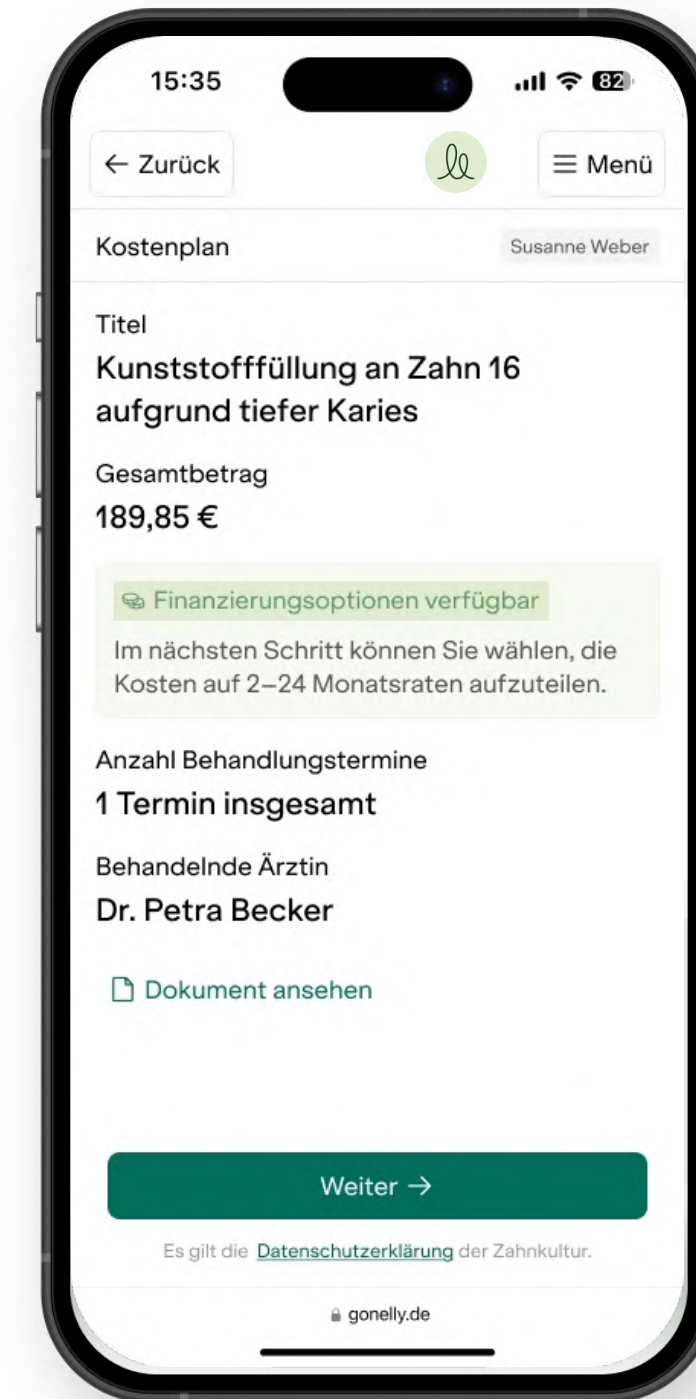 15:35
82
← Zurück
Menü
Kostenplan
Susanne Weber
Titel
Kunststofffüllung an Zahn 16
aufgrund tiefer Karies
Gesamtbetrag
189,85 €
Finanzierungsoptionen verfügbar
Im nächsten Schritt können Sie wählen, die
Kosten auf 2–24 Monatsraten aufzuteilen.
Anzahl Behandlungstermine
1 Termin insgesamt
Behandelnde Ärztin
Dr. Petra Becker
Dokument ansehen
Weiter →
Es gilt die Datenschutzerklärung der Zahnkultur.
gonelly.de